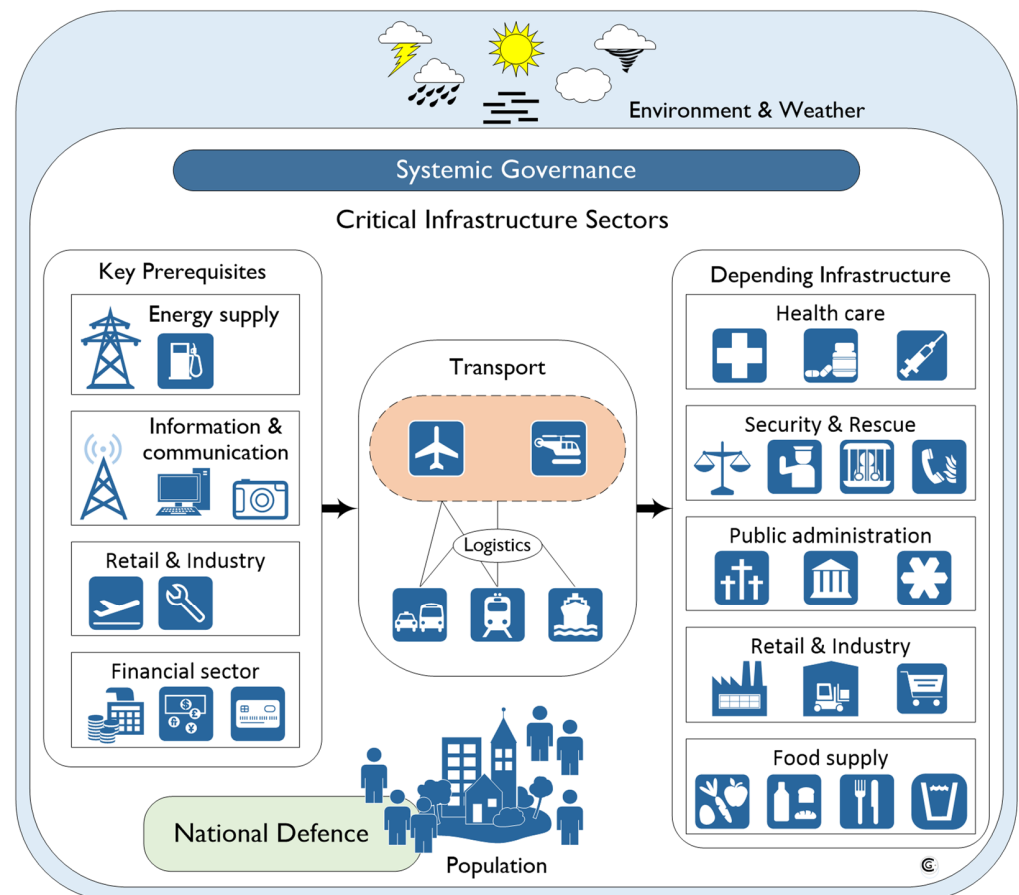 Environment & Weather
Systemic Governance
Critical Infrastructure Sectors
Key Prerequisites
Energy supply
Information &
communication
Retail & Industry
Financial sector
Transport
Logistics
Depending Infrastructure
Health care
Security & Rescue
Public administration
Retail & Industry
Food supply
National Defence
Population